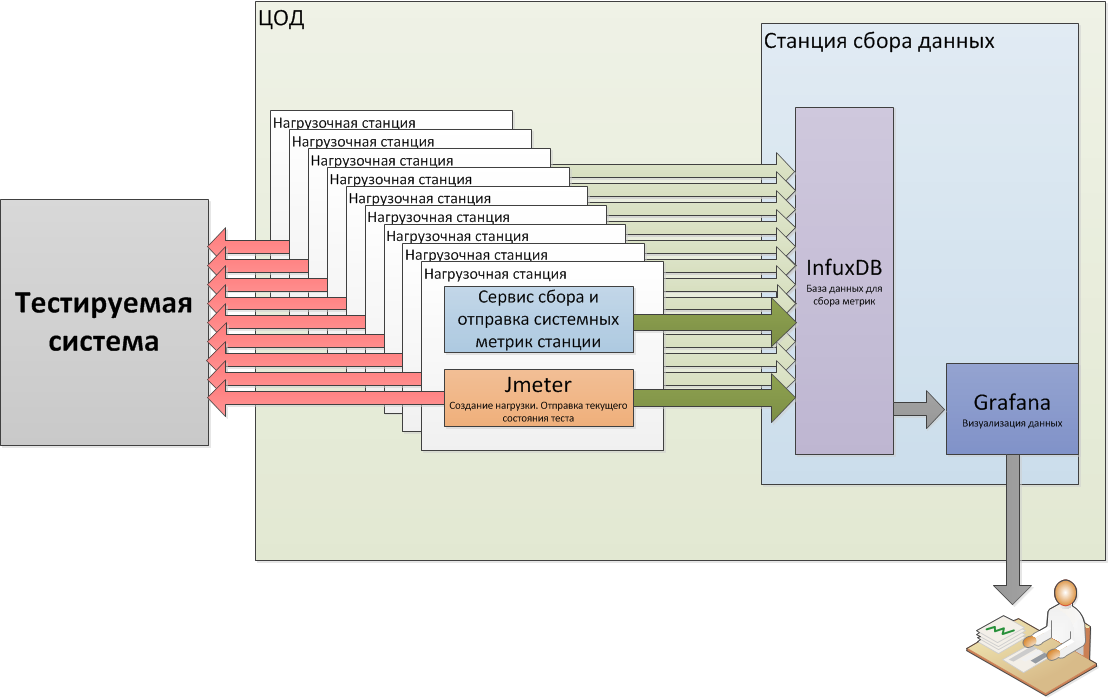 ЦОД
Станция сбора данных
Нагрузочная станция
Нагрузочная станция
Нагрузочная станция
Нагрузочная станция
Нагрузочная станция
Нагрузочная станция
Нагрузочная станция
Нагрузочная станция
Нагрузочная станция
Тестируемая
система
Сервис сбора и
отправка системных
метрик станции
Jmeter
Создание нагрузки. Отправка текущего
состояния теста
InfuxDB
База данных для
сбора метрик
Grafana
Визуализация данных